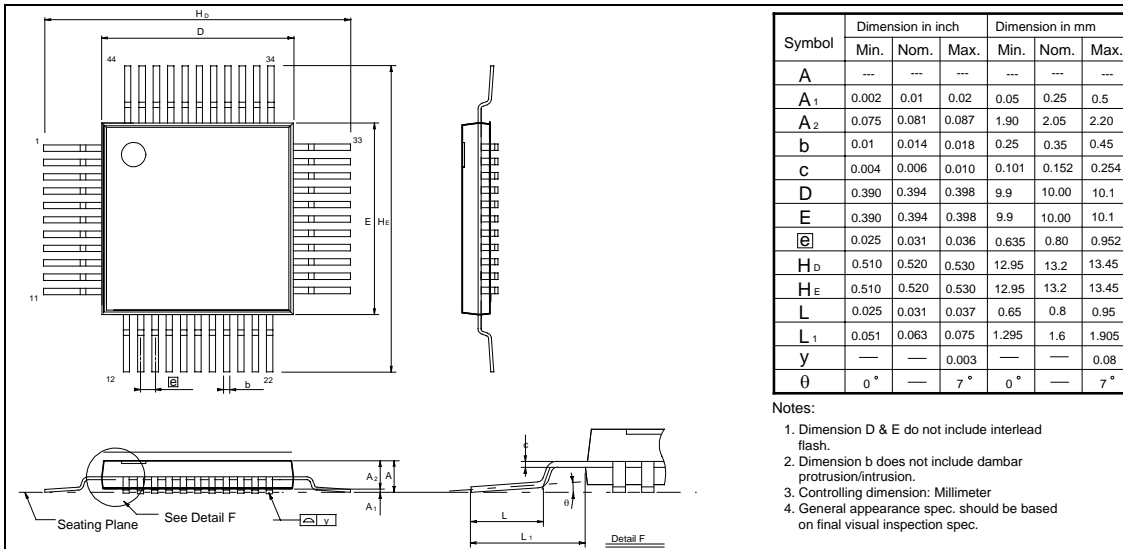 HD
D
44
34
1
33
E
HE
11
12
e
b
22
A2
A
A1
Seating Plane
See Detail F
y
c
θ
L
L1
Detail F
Symbol Dimension in inch Dimension in mm
Min. Nom. Max. Min. Nom. Max.
A --- --- --- --- --- ---
A1 0.002 0.01 0.02 0.05 0.25 0.5
A2 0.075 0.081 0.087 1.90 2.05 2.20
b 0.01 0.014 0.018 0.25 0.35 0.45
c 0.004 0.006 0.010 0.101 0.152 0.254
D 0.390 0.394 0.398 9.9 10.00 10.1
E 0.390 0.394 0.398 9.9 10.00 10.1
e 0.025 0.031 0.036 0.635 0.80 0.952
HD 0.510 0.520 0.530 12.95 13.2 13.45
HE 0.510 0.520 0.530 12.95 13.2 13.45
L 0.025 0.031 0.037 0.65 0.8 0.95
L1 0.051 0.063 0.075 1.295 1.6 1.905
y — — 0.003 — — 0.08
θ 0° — 7° 0° — 7°
Notes:
1. Dimension D & E do not include interlead
flash.
2. Dimension b does not include dambar
protrusion/intrusion.
3. Controlling dimension: Millimeter
4. General appearance spec. should be based
on final visual inspection spec.